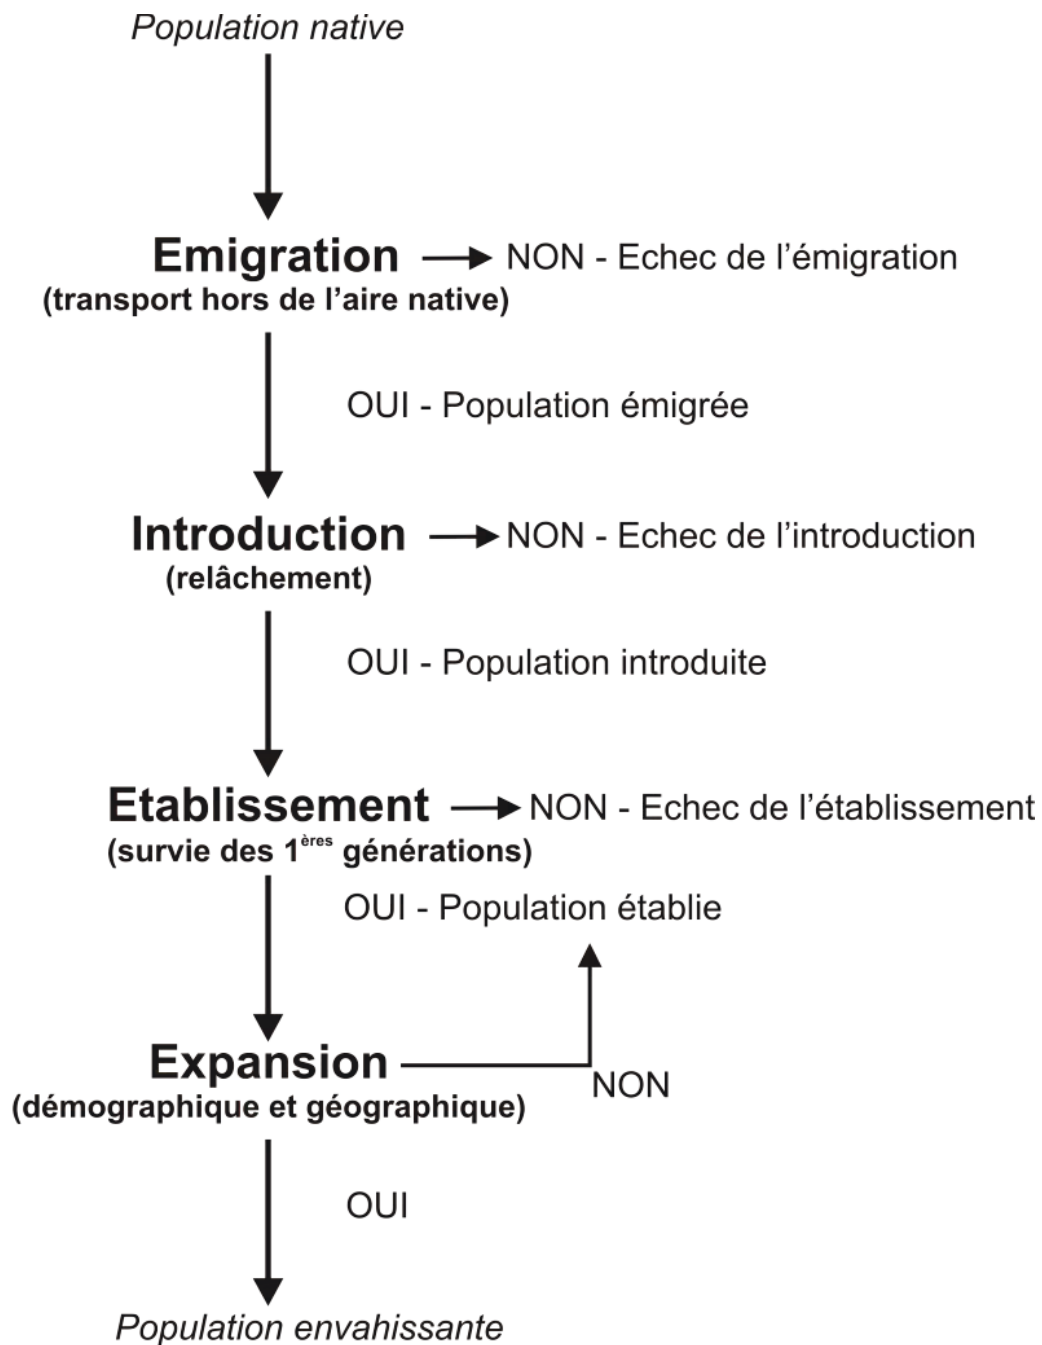 Population native
Emigration
NON - Echec de l'émigration
(transport hors de l'aire native)
OUI - Population émigrée
Introduction
NON - Echec de l'introduction
(relâchement)
OUI - Population introduite
Etablissement
NON - Echec de l'établissement
(survie des 1ères générations)
OUI - Population établie
Expansion
NON
(démographique et géographique)
OUI
Population envahissante